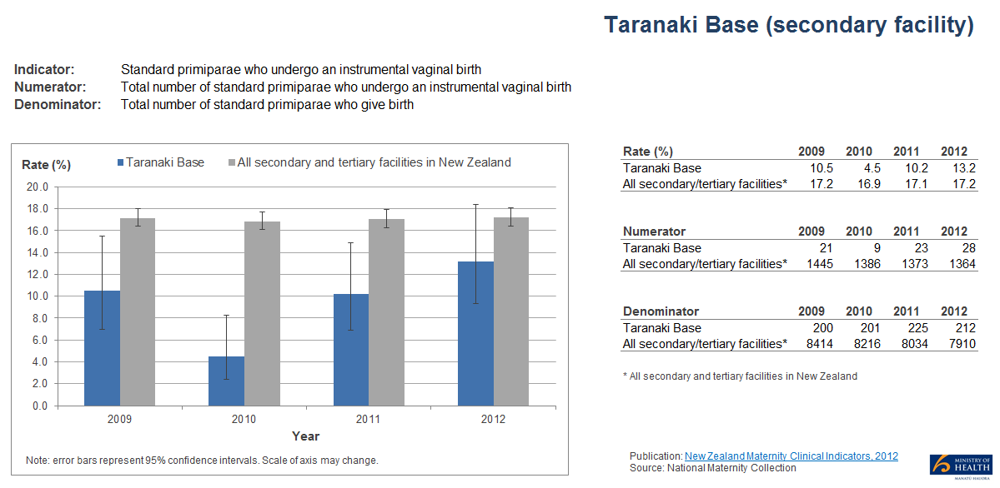 Taranaki Base (secondary facility)
Indicator: Standard primiparae who undergo an instrumental vaginal birth
Numerator: Total number of standard primiparae who undergo an instrumental vaginal birth
Denominator: Total number of standard primiparae who give birth
Rate (%) Taranaki Base All secondary and tertiary facilities in New Zealand
20.0
18.0
16.0
14.0
12.0
10.0
8.0
6.0
4.0
2.0
0.0
2009 2010 2011 2012
Year
Note: error bars represent 95% confidence intervals. Scale of axis may change.
Rate (%) 2009 2010 2011 2012
Taranaki Base 10.5 4.5 10.2 13.2
All secondary/tertiary facilities* 17.2 16.9 17.1 17.2
Numerator 2009 2010 2011 2012
Taranaki Base 21 9 23 28
All secondary/tertiary facilities* 1445 1386 1373 1364
Denominator 2009 2010 2011 2012
Taranaki Base 200 201 225 212
All secondary/tertiary facilities* 8414 8216 8034 7910
* All secondary and tertiary facilities in New Zealand
Publication: New Zealand Maternity Clinical Indicators, 2012
Source: National Maternity Collection
MINISTRY OF
HEALTH
MANATŪ HAUORA